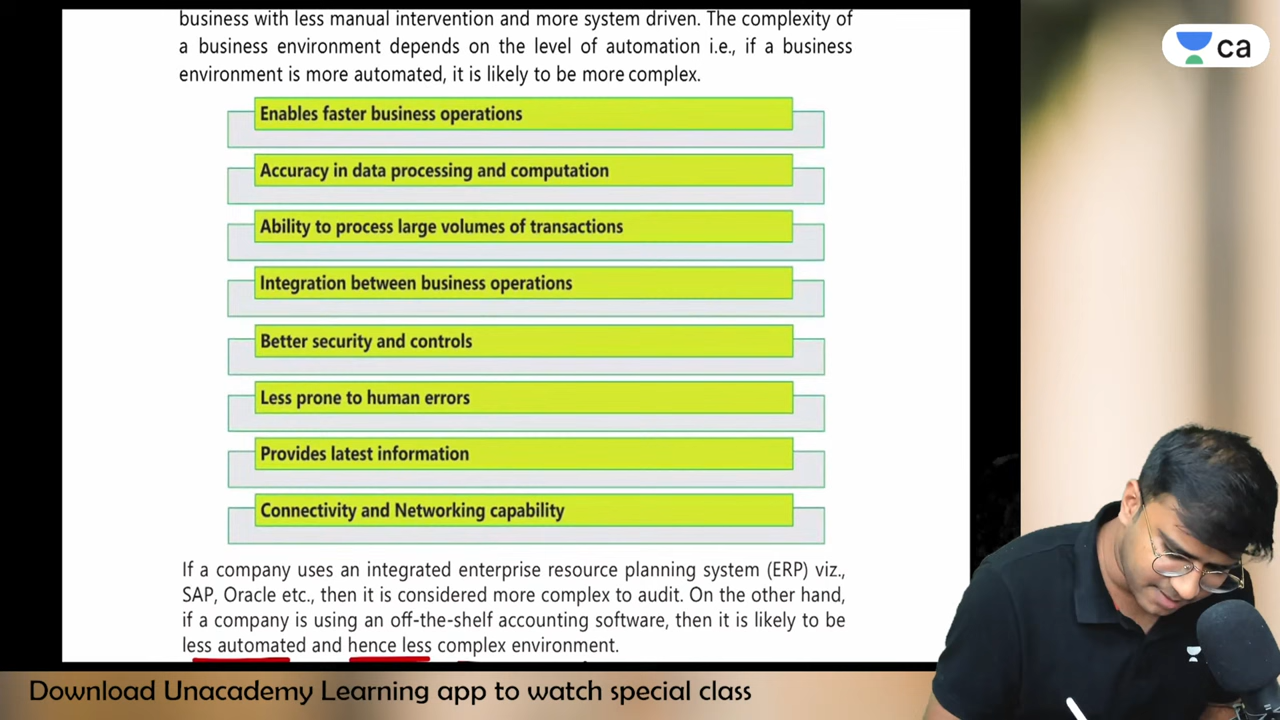 business with less manual intervention and more system driven. The complexity of
a business environment depends on the level of automation i.e., if a business
environment is more automated, it is likely to be more complex.
ca
Enables faster business operations
Accuracy in data processing and computation
Ability to process large volumes of transactions
Integration between business operations
Better security and controls
Less prone to human errors
Provides latest information
Connectivity and Networking capability
If a company uses an integrated enterprise resource planning system (ERP) viz.,
SAP, Oracle etc., then it is considered more complex to audit. On the other hand,
if a company is using an off-the-shelf accounting software, then it is likely to be
less automated and hence less complex environment.
Download Unacademy Learning app to watch special class